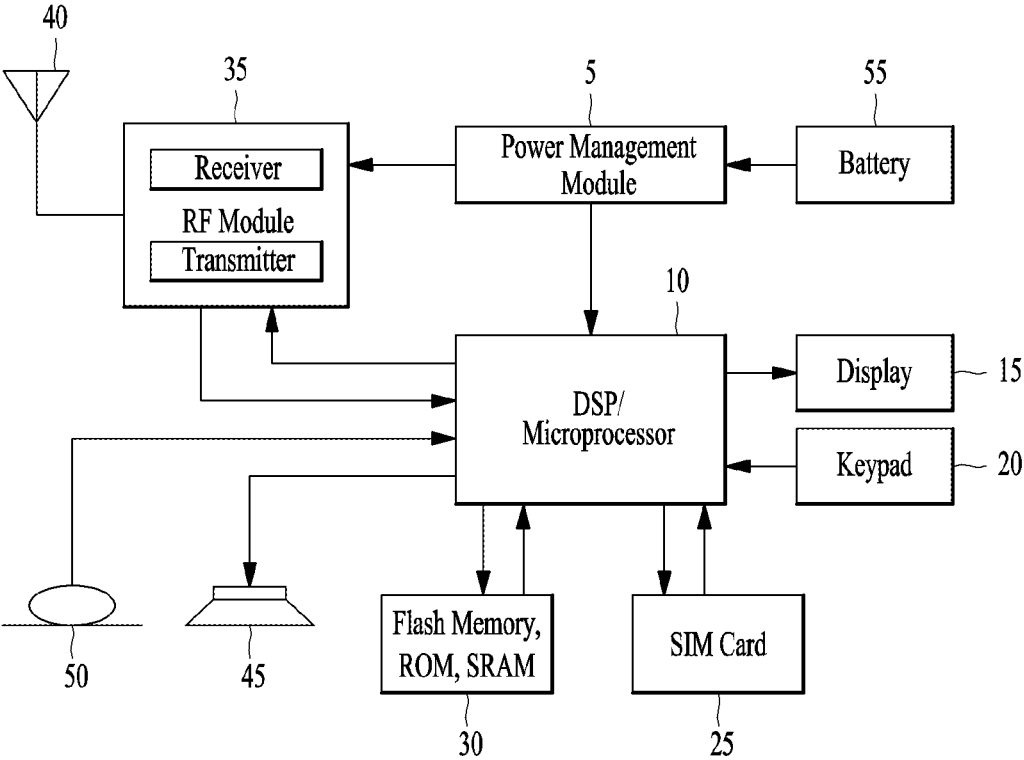 40
35
5
55
Receiver
RF Module
Transmitter
Power Management
Module
Battery
10
DSP/
Microprocessor
Display
15
Keypad
20
50
45
Flash Memory,
ROM, SRAM
30
SIM Card
25